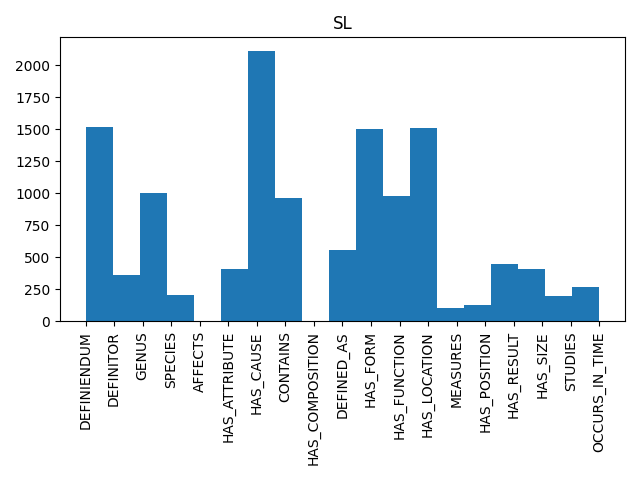 SL
2000
1750
1500
1250
1000
750
500
250
0
DEFINIENDUM
DEFINITOR
GENUS
SPECIES
AFFECTS
HAS_ATTRIBUTE
HAS_CAUSE
CONTAINS
HAS_COMPOSITION
DEFINED_AS
HAS_FORM
HAS_FUNCTION
HAS_LOCATION
MEASURES
HAS_POSITION
HAS_RESULT
HAS_SIZE
STUDIES
OCCURS_IN_TIME